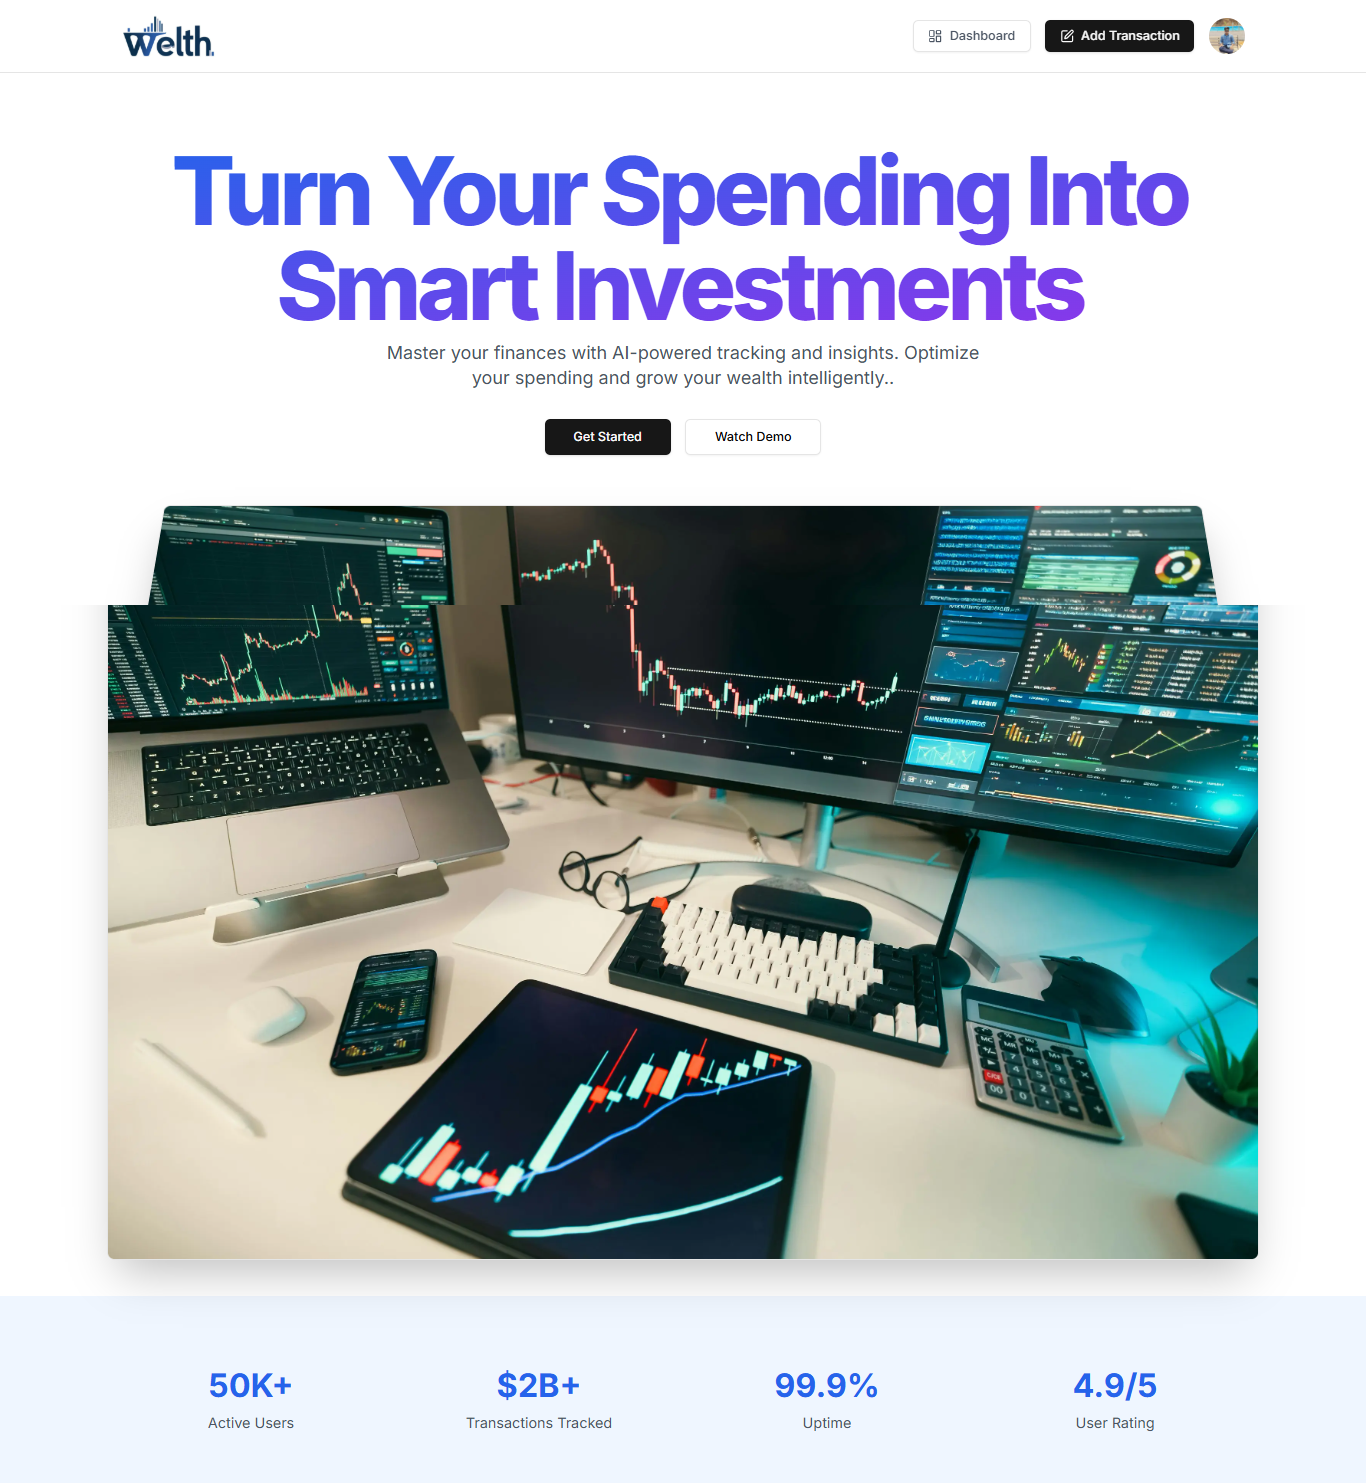 Welth.
Dashboard
Add Transaction
Turn Your Spending Into
Smart Investments
Master your finances with AI-powered tracking and insights. Optimize
your spending and grow your wealth intelligently..
Get Started
Watch Demo
50K+
$2B+
99.9%
4.9/5
Active Users
Transactions Tracked
Uptime
User Rating